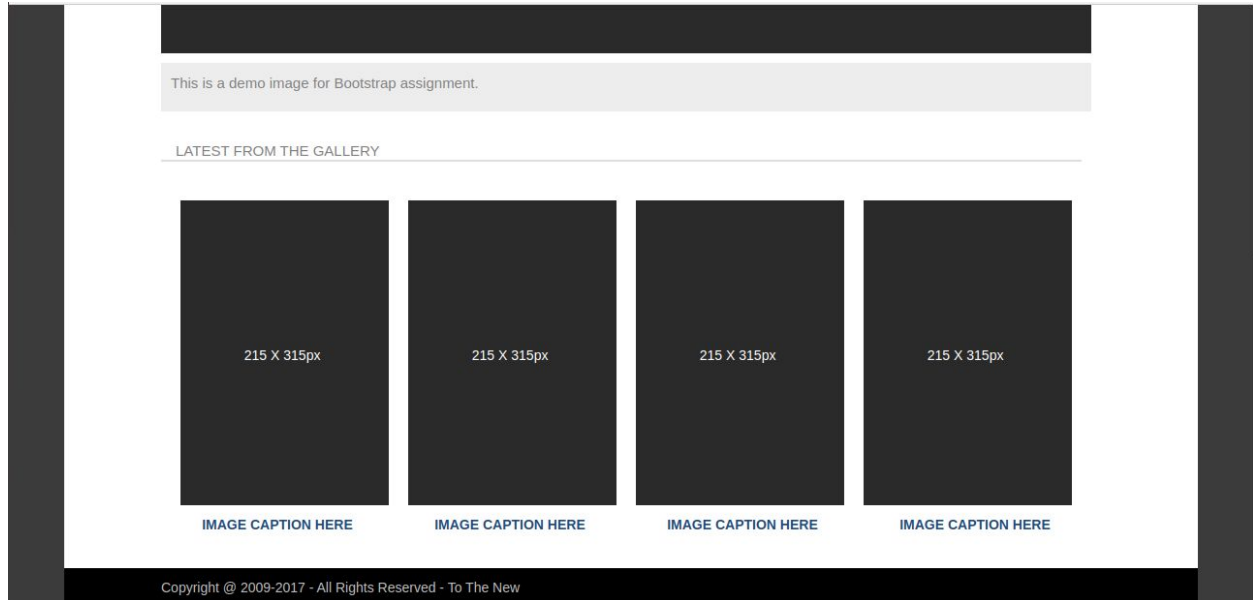 This is a demo image for Bootstrap assignment.
LATEST FROM THE GALLERY
215 X 315px
215 X 315px
215 X 315px
215 X 315px
IMAGE CAPTION HERE
IMAGE CAPTION HERE
IMAGE CAPTION HERE
IMAGE CAPTION HERE
Copyright @ 2009-2017 - All Rights Reserved - To The New